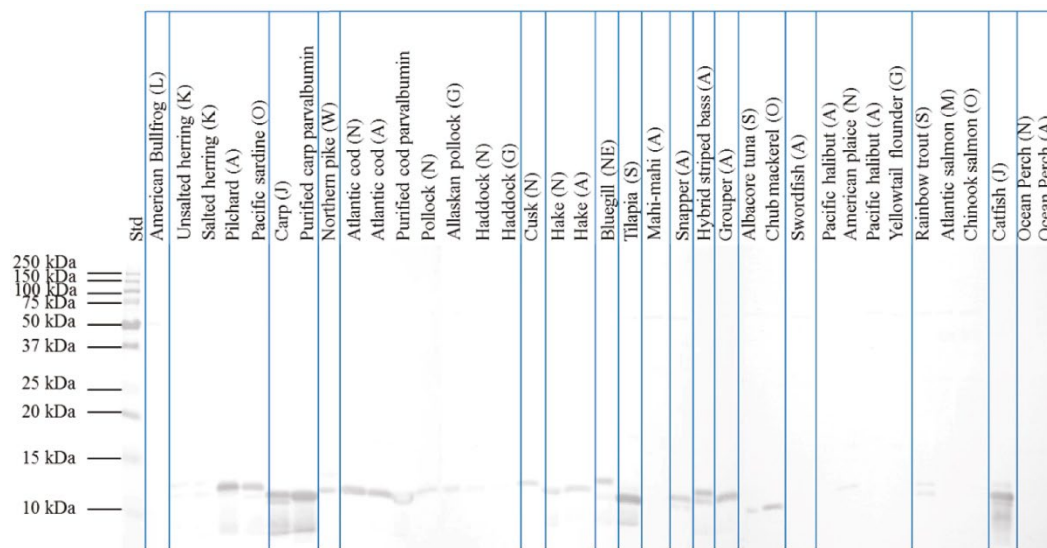 Std
American Bullfrog (L)
Unsalted herring (K)
Salted herring (K)
Pilchard (A)
Pacific sardine (O)
Carp (J)
Purified carp parvalbumin
Northern pike (W)
Atlantic cod (N)
Atlantic cod (A)
Purified cod parvalbumin
Pollock (N)
Allaskan pollock (G)
Haddock (N)
Haddock (G)
Cusk (N)
Hake (N)
Hake (A)
Bluegill (NE)
Tilapia (S)
Mahi-mahi (A)
Snapper (A)
Hybrid striped bass (A)
Grouper (A)
Albacore tuna (S)
Chub mackerel (O)
Swordfish (A)
Pacific halibut (A)
American plaice (N)
Pacific halibut (A)
Yellowtail flounder (G)
Rainbow trout (S)
Atlantic salmon (M)
Chinook salmon (O)
Catfish (J)
Ocean Perch (N)
Ocean Perch (A)
250 kDa
150 kDa
100 kDa
75 kDa
50 kDa
37 kDa
25 kDa
20 kDa
15 kDa
10 kDa